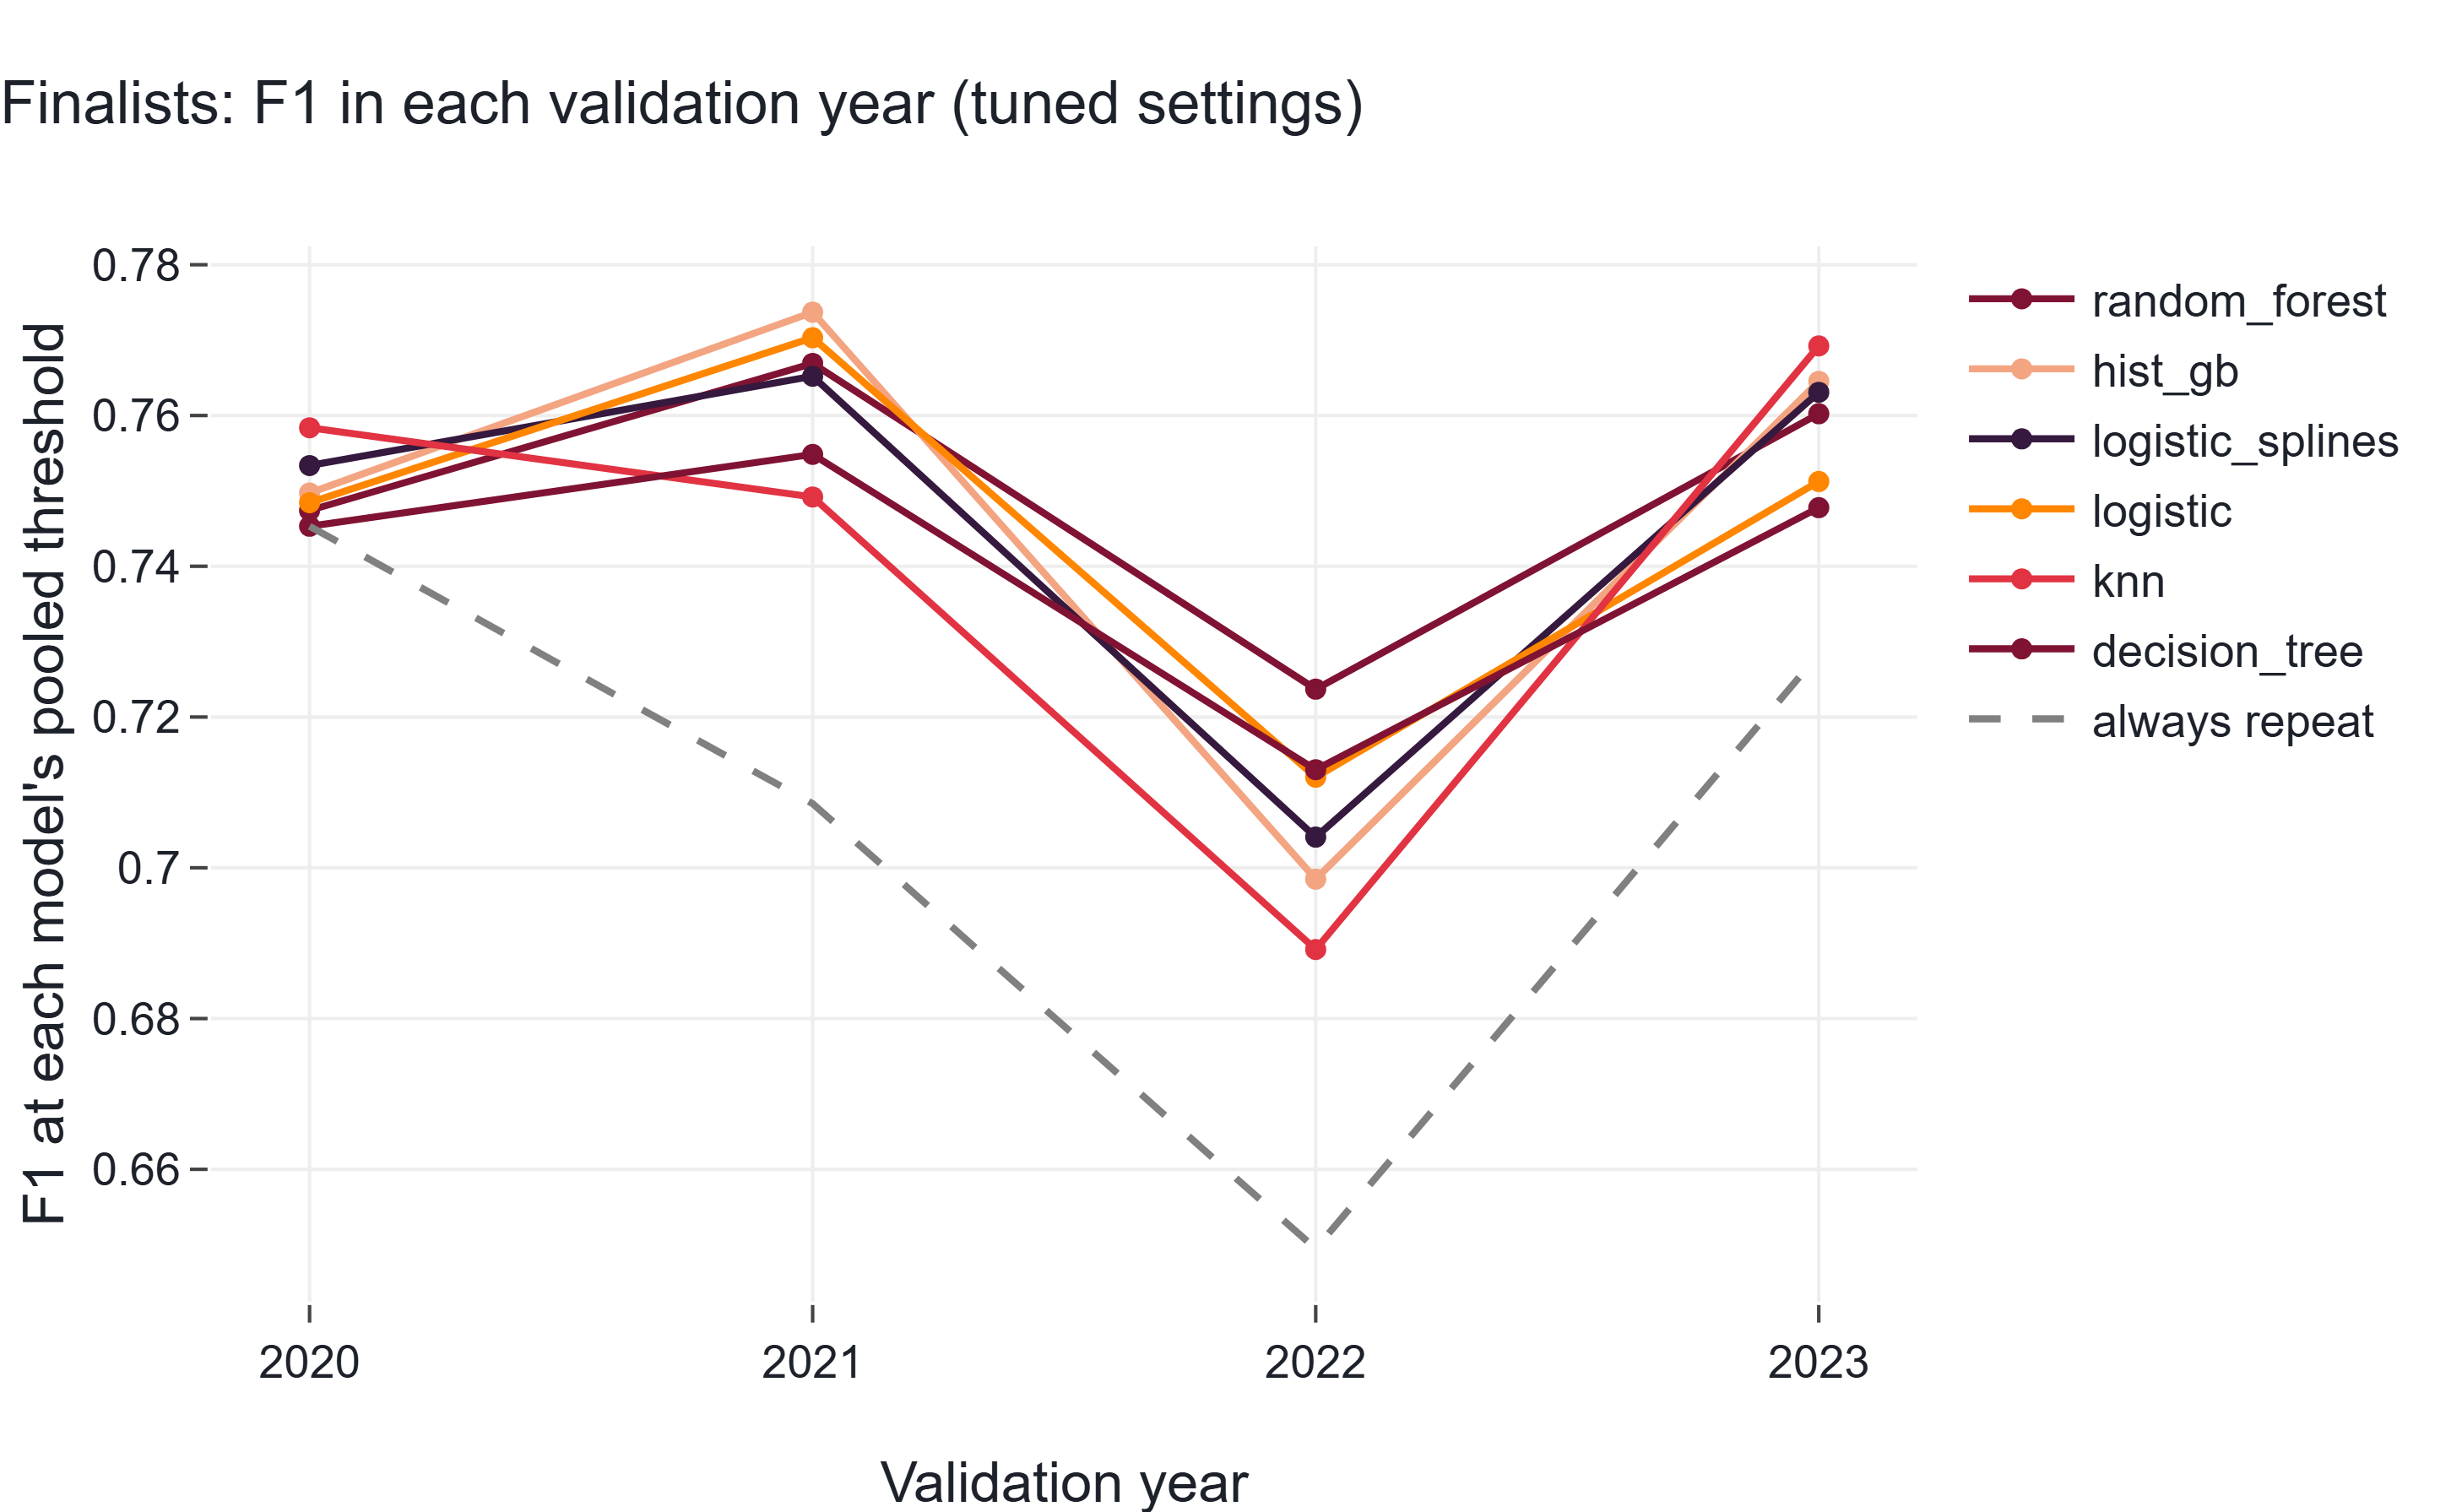 Finalists: F1 in each validation year (tuned settings)
F1 at each model's pooled threshold
0.78
0.76
0.74
0.72
0.7
0.68
0.66
2020
2021
2022
2023
Validation year
random_forest
hist_gb
logistic_splines
logistic
knn
decision_tree
always repeat